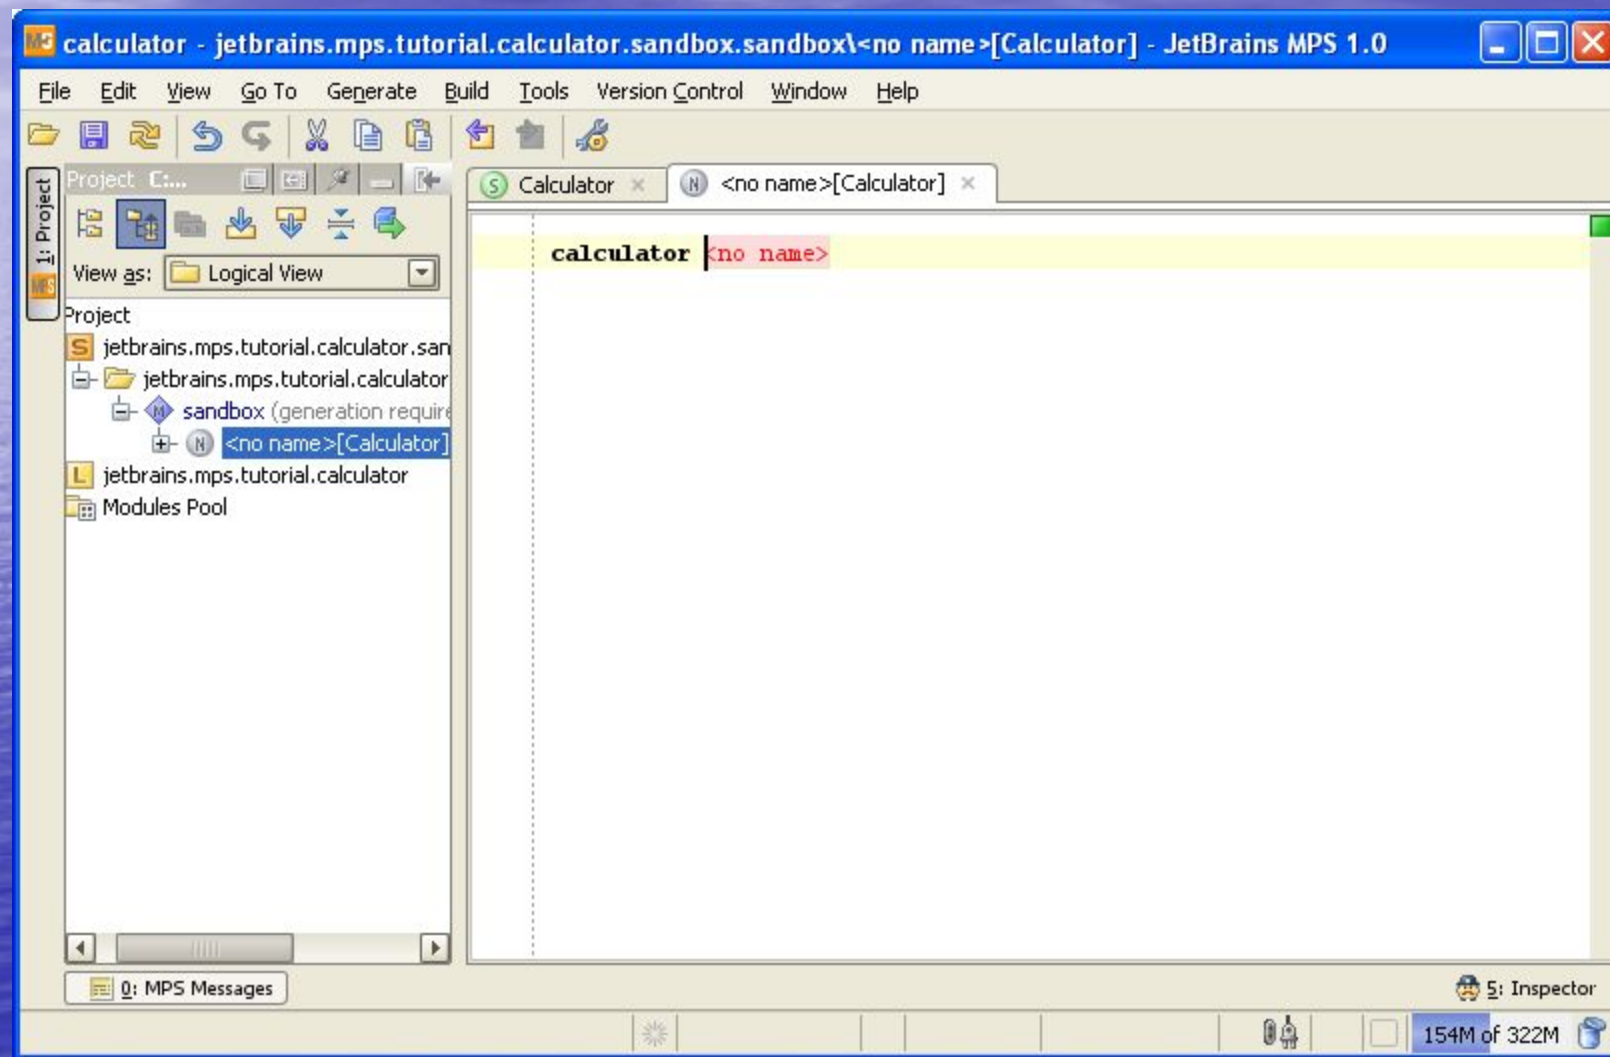 calculator - jetbrains.mps.tutorial.calculator.sandbox.sandbox\<no name>[Calculator] - JetBrains MPS 1.0
File Edit View Go To Generate Build Tools Version Control Window Help
1: Project
Project C:...
Calculator
<no name>[Calculator]
View as: Logical View
calculator <no name>
Project
S jetbrains.mps.tutorial.calculator.san
jetbrains.mps.tutorial.calculator
M sandbox (generation require
N <no name>[Calculator]
L jetbrains.mps.tutorial.calculator
Modules Pool
0: MPS Messages
5: Inspector
154M of 322M